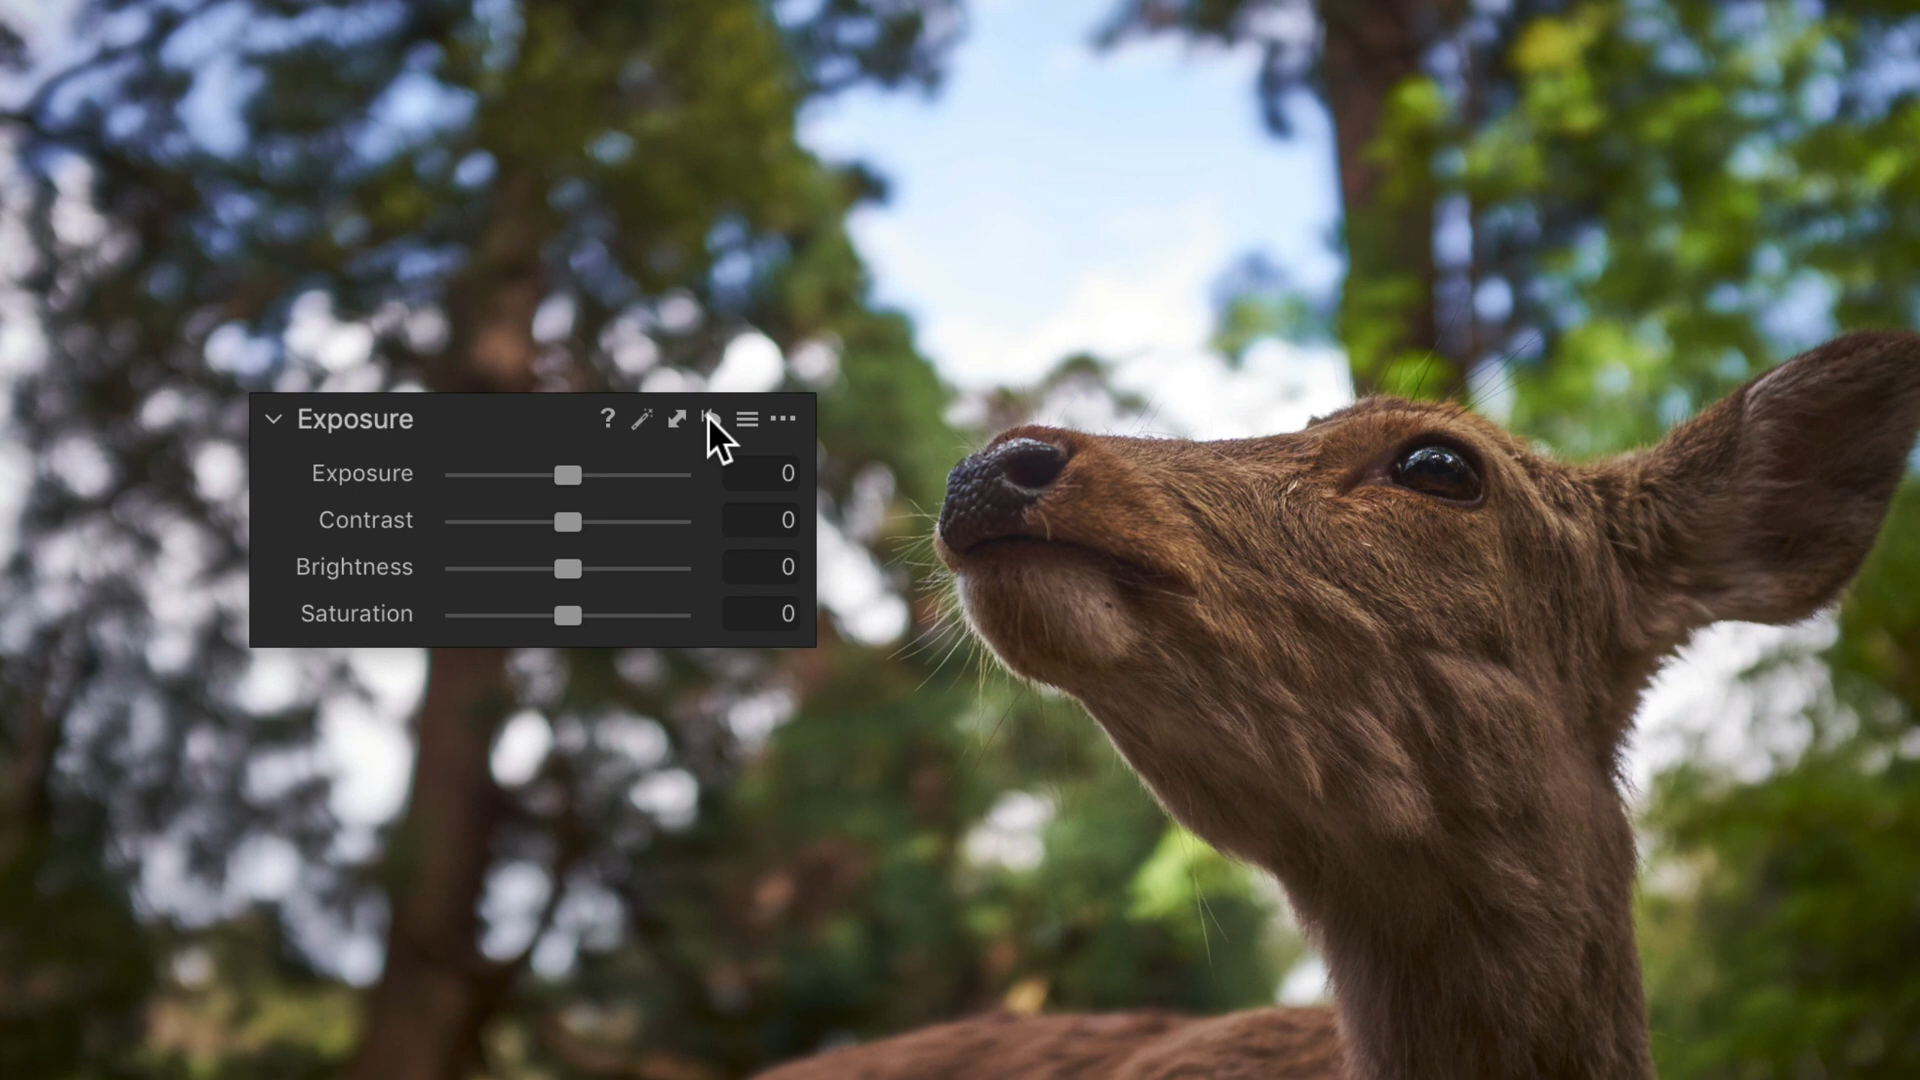 Exposure ?
Exposure 0
Contrast 0
Brightness 0
Saturation 0